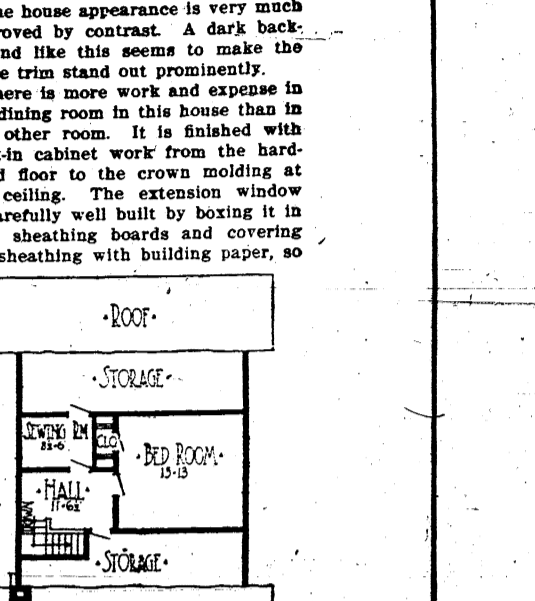 house appearance is very much
roved by contrast. A dark back-
nd like this seems to make the
e trim stand out prominently.
ere is more work and expense in
dining room in this house than in
other room. It is finished with
-in cabinet work from the hard-
d floor to the crown molding at
ceiling. The extension window
arefully well built by boxing it in
sheathing boards and covering
sheathing with building paper, so
·ROOF·
·STORAGE·
SEWING RM
CLO
·BED ROOM·
15-13
·HALL·
DOWN
·STORAGE·